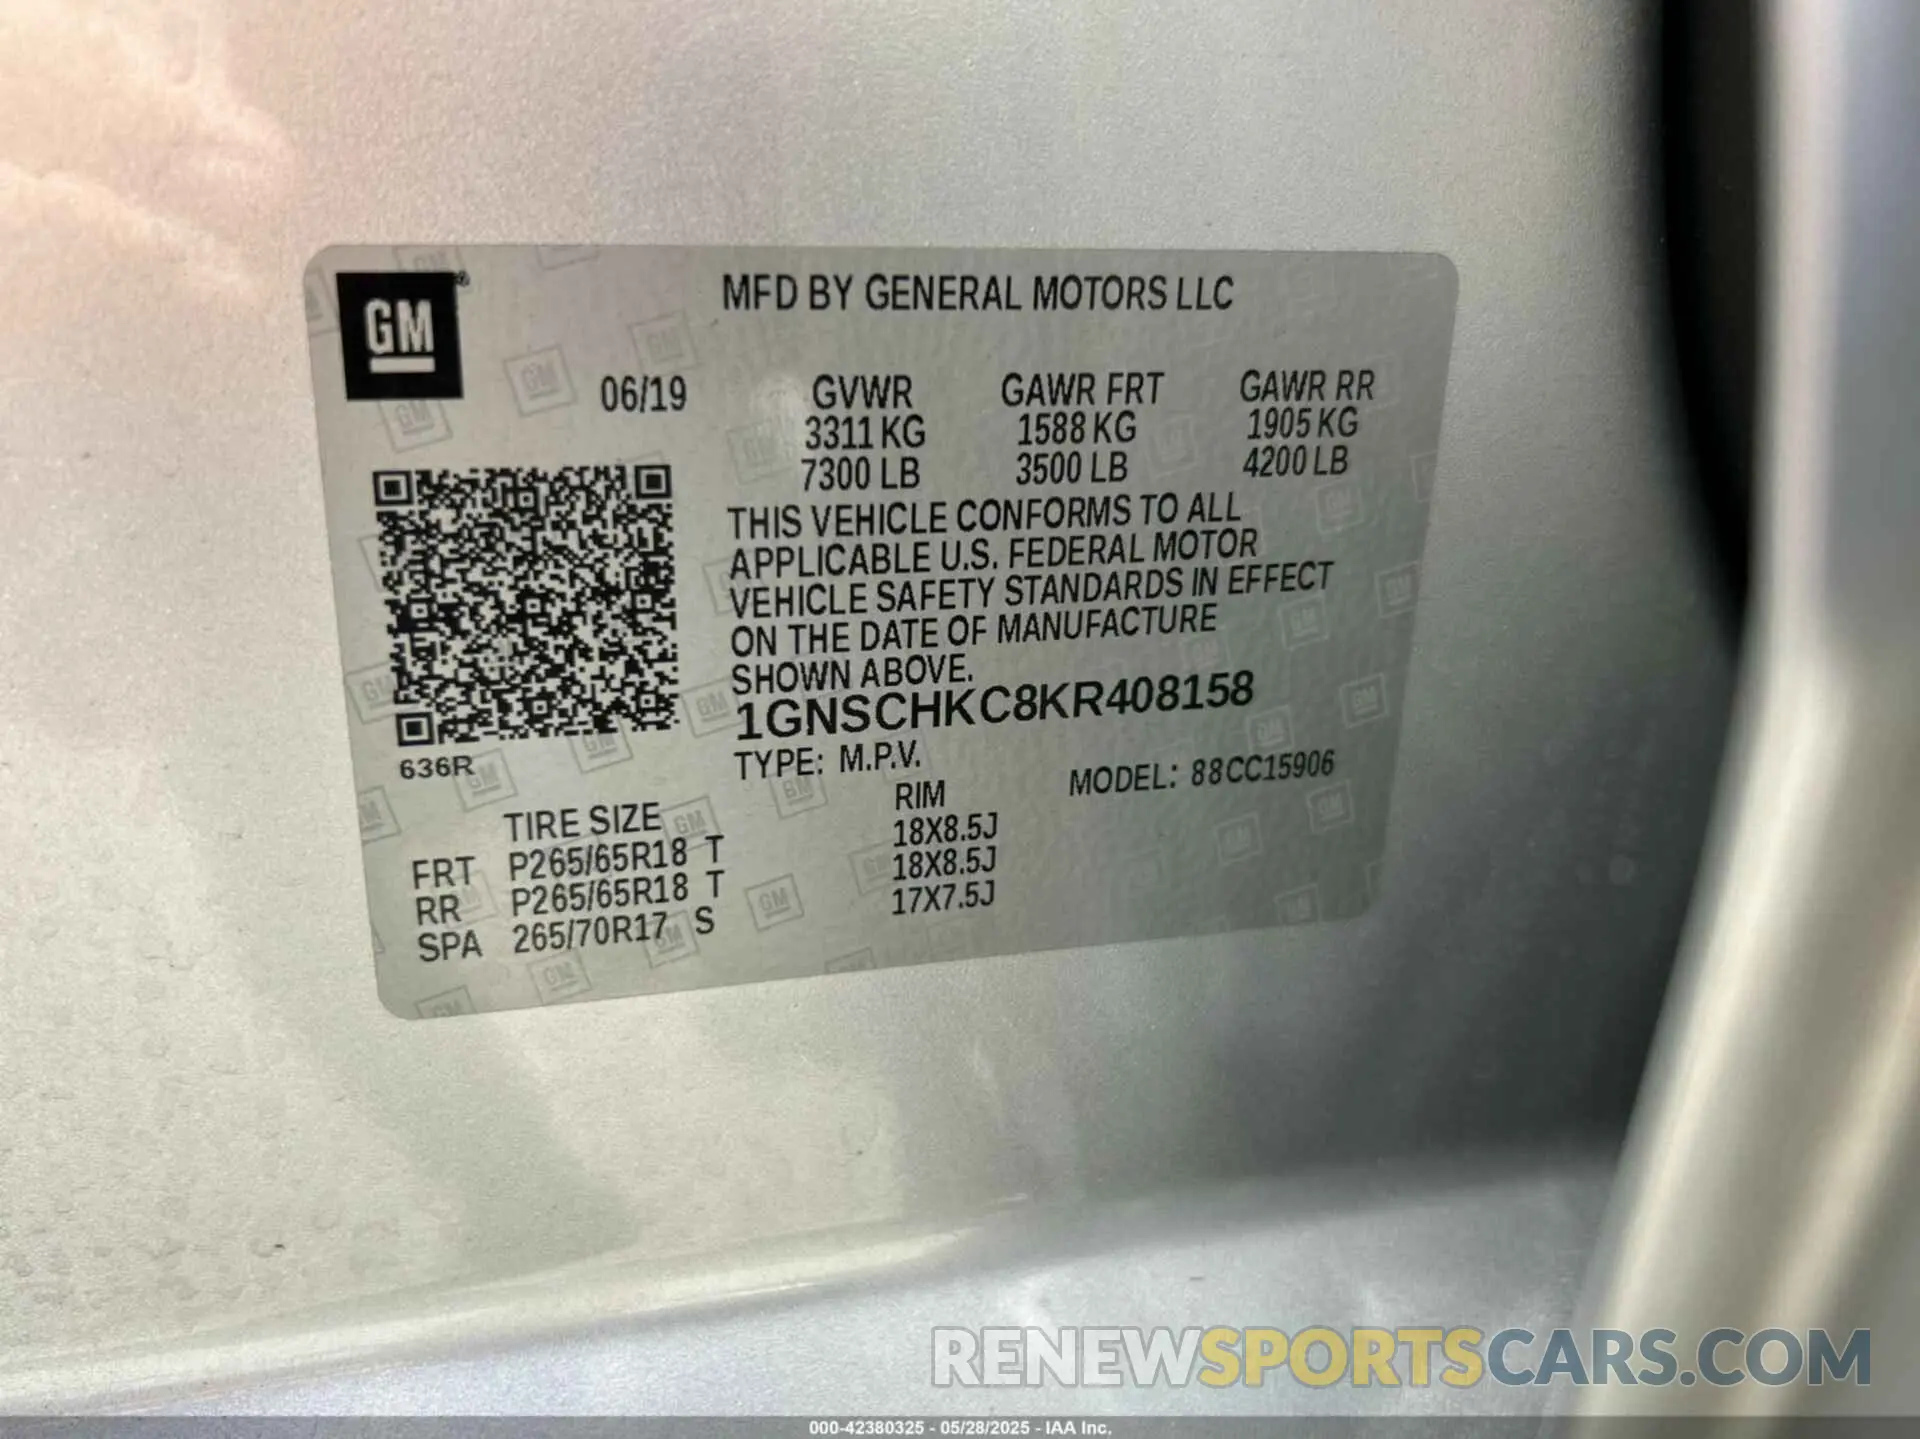 GM
MFD BY GENERAL MOTORS LLC
06/19
GVWR GAWR FRT GAWR RR
3311 KG 1588 KG 1905 KG
7300 LB 3500 LB 4200 LB
THIS VEHICLE CONFORMS TO ALL
APPLICABLE U.S. FEDERAL MOTOR
VEHICLE SAFETY STANDARDS IN EFFECT
ON THE DATE OF MANUFACTURE
SHOWN ABOVE.
1GNSCHKC8KR408158
636R
TYPE: M.P.V. MODEL: 88CC15906
TIRE SIZE RIM
FRT P265/65R18 T 18X8.5J
RR P265/65R18 T 18X8.5J
SPA 265/70R17 S 17X7.5J
RENEWSPORTSCARS.COM
000-42380325 - 05/28/2025 - IAA Inc.